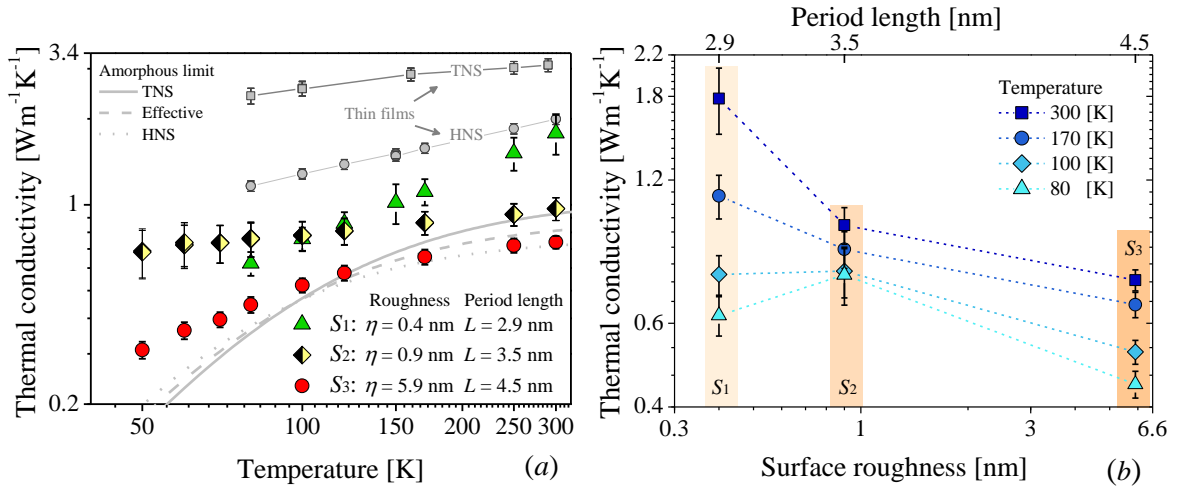 3.4
1
0.2
Thermal conductivity [Wm⁻¹K⁻¹]
Amorphous limit
TNS
Effective
HNS
TNS
Thin films
HNS
Roughness Period length
S₁: η = 0.4 nm L = 2.9 nm
S₂: η = 0.9 nm L = 3.5 nm
S₃: η = 5.9 nm L = 4.5 nm
50 100 150 200 250 300
Temperature [K]
(a)
Period length [nm]
2.9 3.5 4.5
2.2
1.8
1.2
0.6
0.4
Thermal conductivity [Wm⁻¹K⁻¹]
Temperature
300 [K]
170 [K]
100 [K]
80 [K]
S₁
S₂
S₃
0.3 1 3 6.6
Surface roughness [nm]
(b)